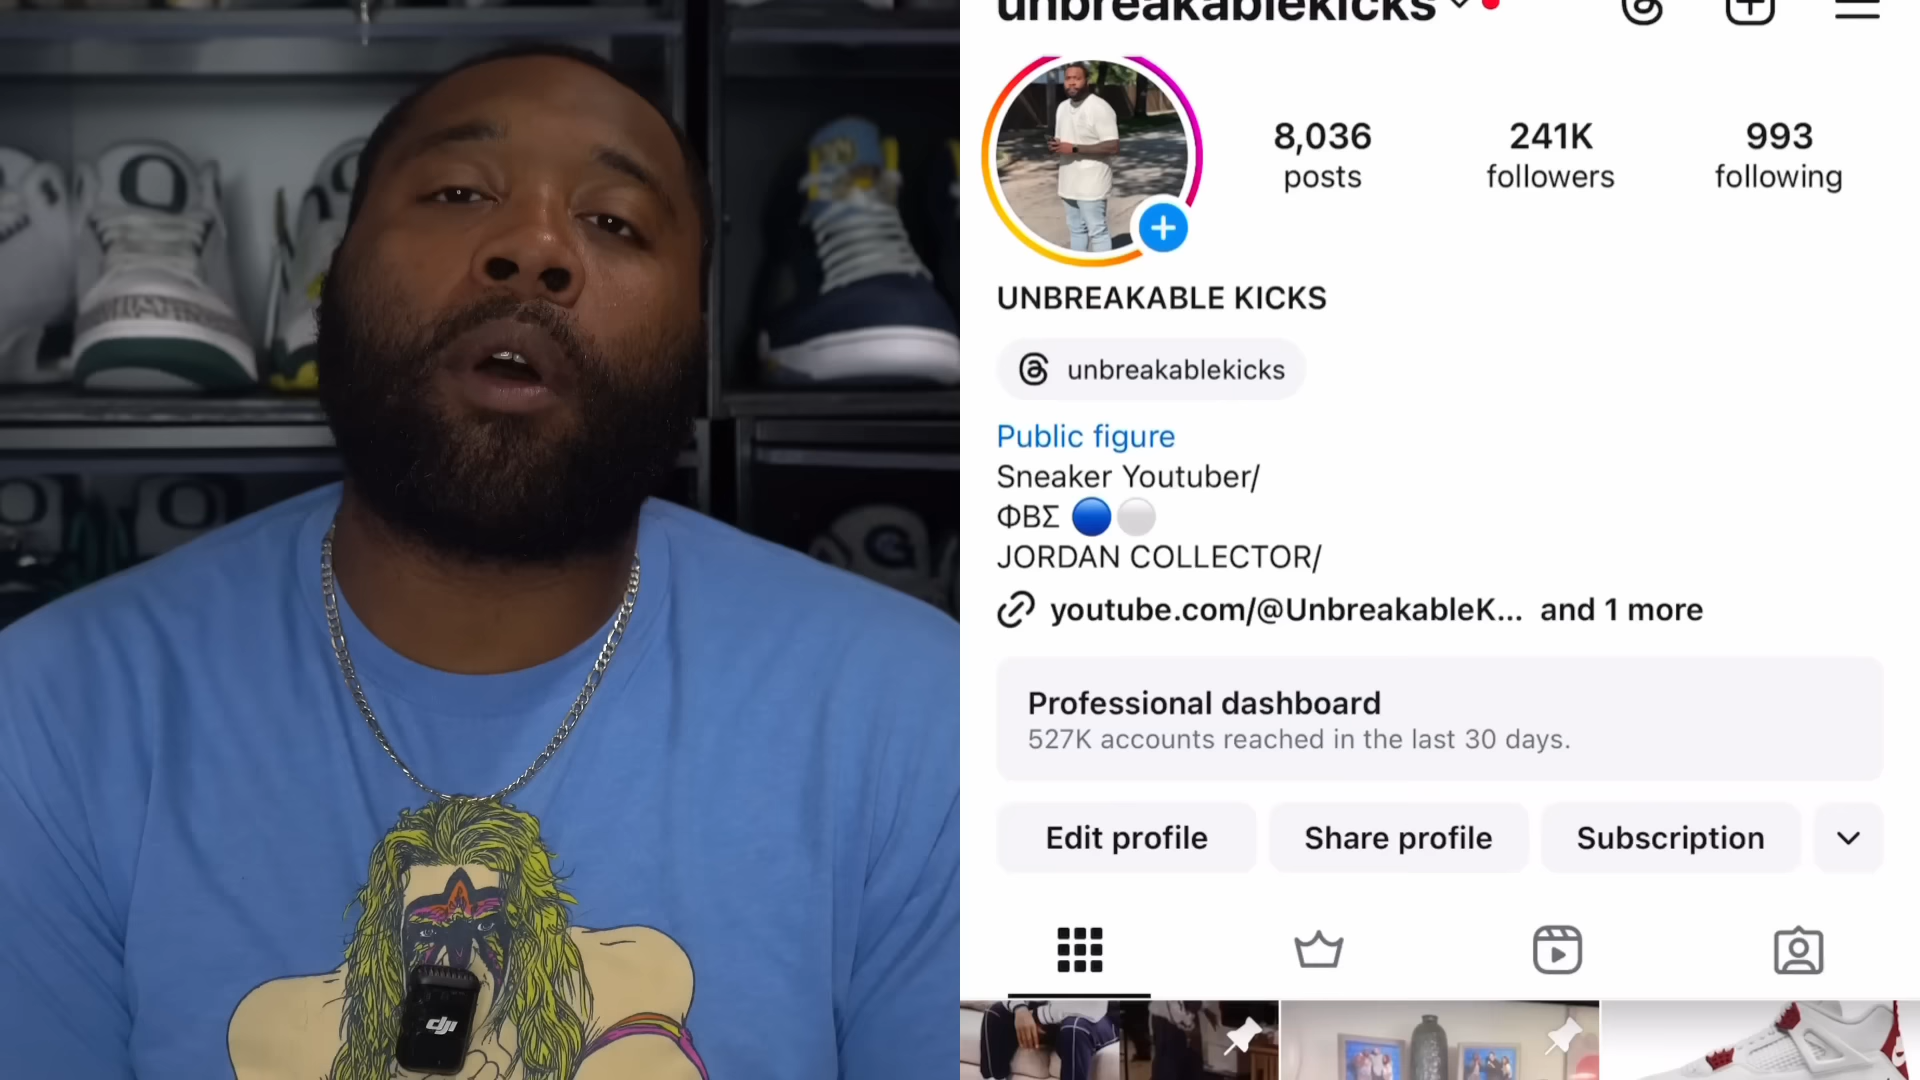 unbreakablekicks
8,036
posts
241K
followers
993
following
UNBREAKABLE KICKS
unbreakablekicks
Public figure
Sneaker Youtuber/
ΦΒΣ 🔵⚪
JORDAN COLLECTOR/
youtube.com/@UnbreakableK... and 1 more
Professional dashboard
527K accounts reached in the last 30 days.
Edit profile
Share profile
Subscription
dji